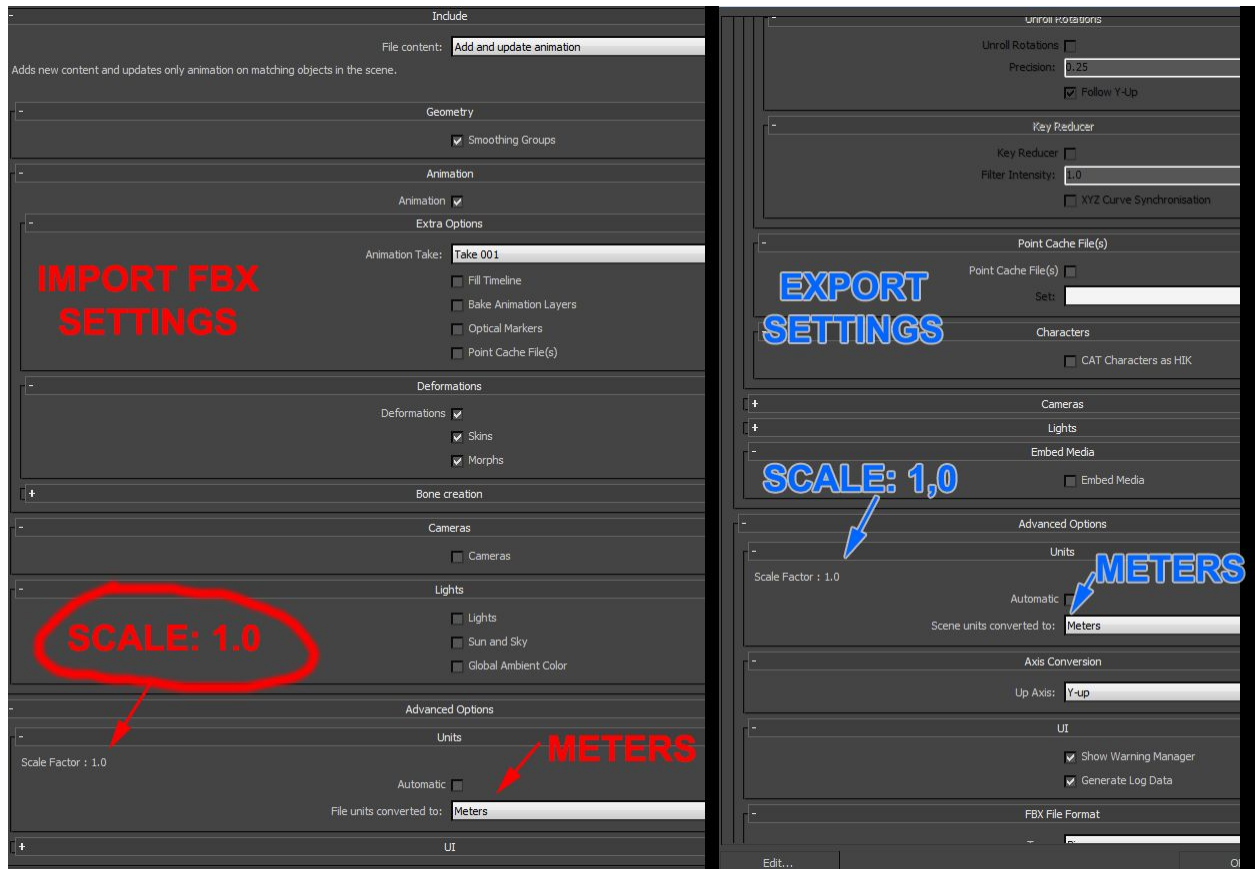 Include
File content: Add and update animation
Adds new content and updates only animation on matching objects in the scene.
- Geometry
Smoothing Groups
- Animation
Animation
- Extra Options
Animation Take: Take 001
IMPORT FBX
SETTINGS
Fill Timeline
Bake Animation Layers
Optical Markers
Point Cache File(s)
- Deformations
Deformations
Skins
Morphs
+ Bone creation
- Cameras
Cameras
- Lights
Lights
SCALE: 1.0
Sun and Sky
Global Ambient Color
- Advanced Options
- Units
METERS
Scale Factor : 1.0
Automatic
File units converted to: Meters
+ UI
- Unroll Rotations
Unroll Rotations
Precision: 0.25
Follow Y-Up
- Key Reducer
Key Reducer
Filter Intensity: 1.0
XYZ Curve Synchronisation
- Point Cache File(s)
Point Cache File(s)
EXPORT
SETTINGS
Set:
Characters
CAT Characters as HIK
+ Cameras
+ Lights
- Embed Media
SCALE: 1,0
Embed Media
- Advanced Options
- Units
METERS
Scale Factor : 1.0
Automatic
Scene units converted to: Meters
- Axis Conversion
Up Axis: Y-up
- UI
Show Warning Manager
Generate Log Data
- FBX File Format
Edit...